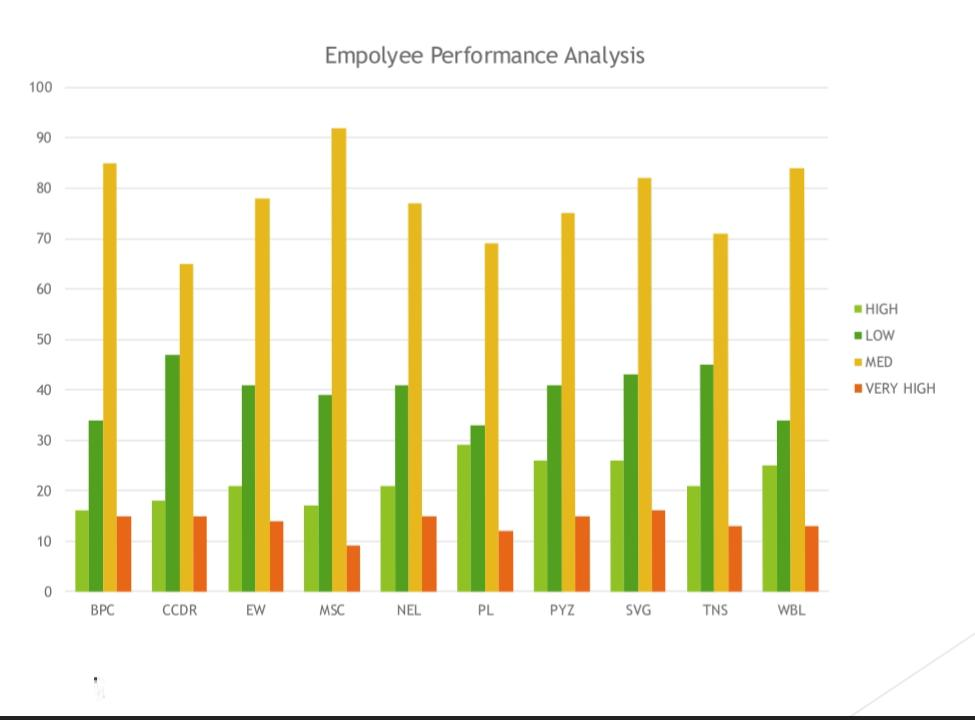 Empolyee Performance Analysis
100
90
80
70
60
50
40
30
20
10
0
BPC CCDR EW MSC NEL PL PYZ SVG TNS WBL
HIGH
LOW
MED
VERY HIGH